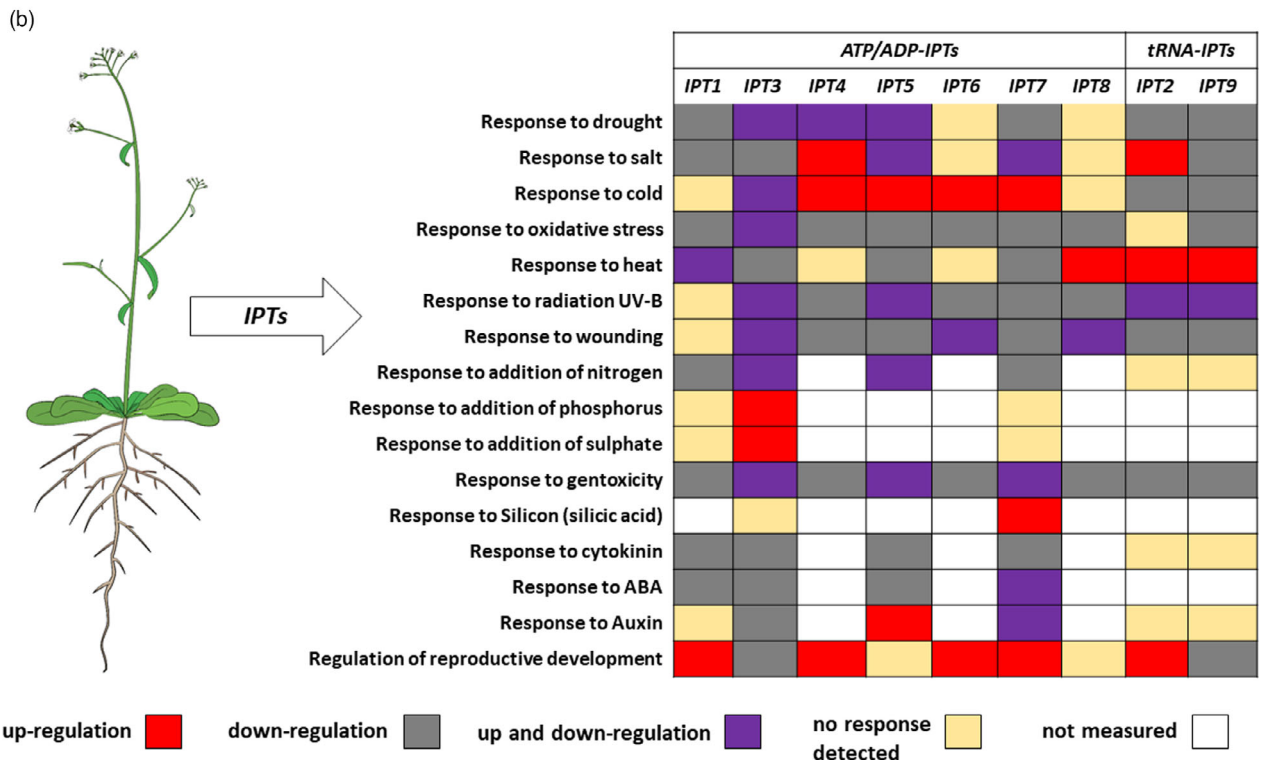 (b)
ATP/ADP-IPTs tRNA-IPTs
IPT1 IPT3 IPT4 IPT5 IPT6 IPT7 IPT8 IPT2 IPT9
Response to drought
Response to salt
Response to cold
Response to oxidative stress
Response to heat
Response to radiation UV-B
IPTs
Response to wounding
Response to addition of nitrogen
Response to addition of phosphorus
Response to addition of sulphate
Response to gentoxicity
Response to Silicon (silicic acid)
Response to cytokinin
Response to ABA
Response to Auxin
Regulation of reproductive development
up-regulation
down-regulation
up and down-regulation
no response
detected
not measured